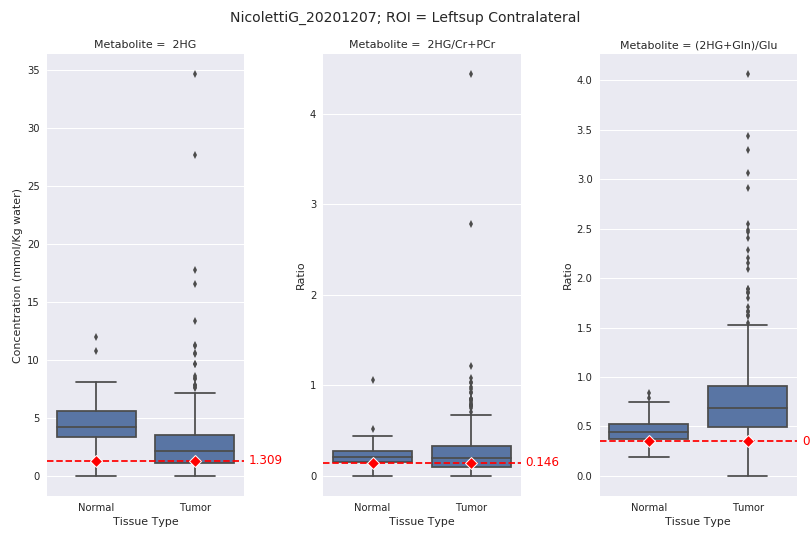 NicolettiG_20201207; ROI = Leftsup Contralateral
Metabolite =  2HG
Metabolite =  2HG/Cr+PCr
Metabolite = (2HG+Gln)/Glu
Concentration (mmol/Kg water)
35
30
25
20
15
10
5
0
1.309
Normal
Tumor
Tissue Type
Ratio
4
3
2
1
0
0.146
Normal
Tumor
Tissue Type
Ratio
4.0
3.5
3.0
2.5
2.0
1.5
1.0
0.5
0.0
0
Normal
Tumor
Tissue Type